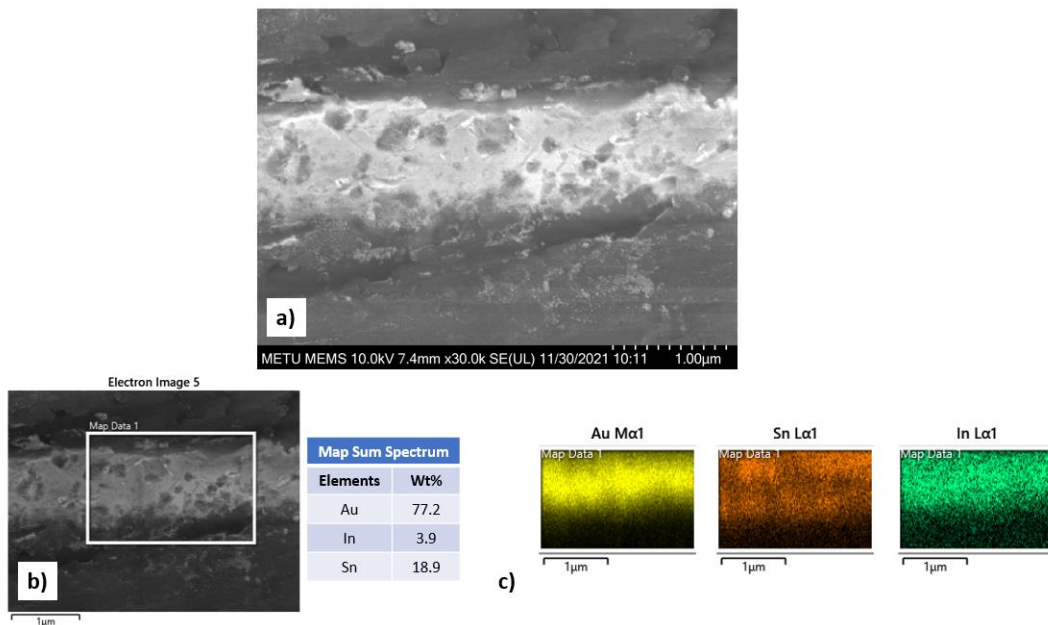 a)
METU MEMS 10.0kV 7.4mm x30.0k SE(UL) 11/30/2021 10:11 1.00μm
Electron Image 5
Map Data 1
1μm
b)
Map Sum Spectrum
Elements Wt%
Au 77.2
In 3.9
Sn 18.9
Au Mα1
Map Data 1
1μm
Sn Lα1
Map Data 1
1μm
In Lα1
Map Data 1
1μm
c)